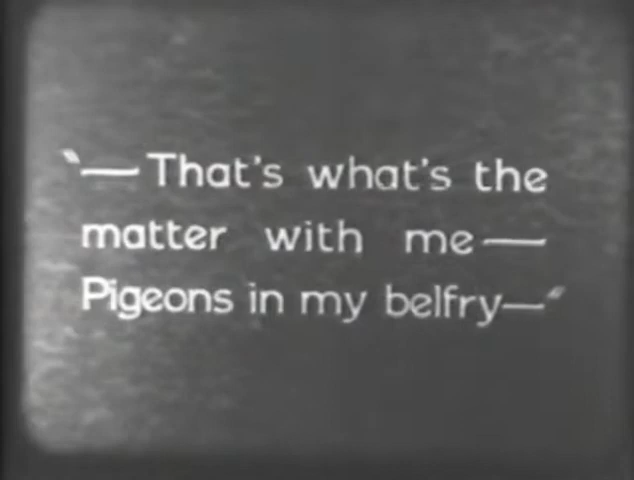 "—That's what's the
matter with me—
Pigeons in my belfry—"